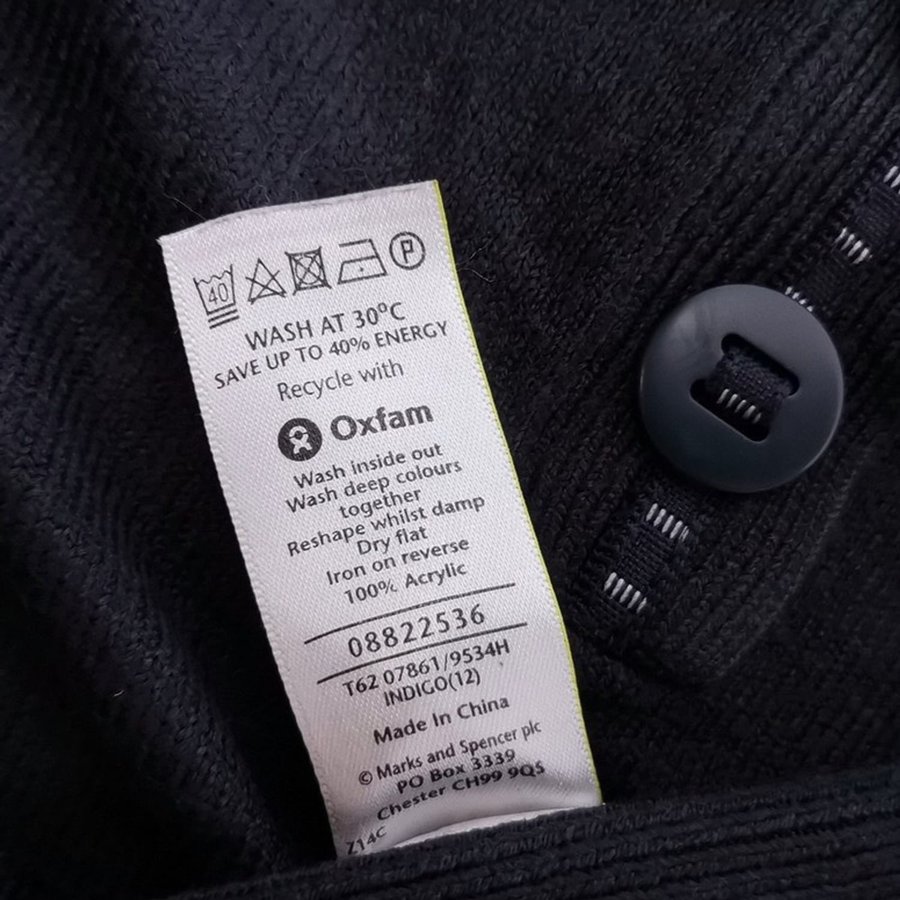 40
P
WASH AT 30°C
SAVE UP TO 40% ENERGY
Recycle with
Oxfam
Wash inside out
Wash deep colours
together
Reshape whilst damp
Dry flat
Iron on reverse
100% Acrylic
08822536
T62 07861/9534H
INDIGO(12)
Made In China
© Marks and Spencer plc
PO Box 3339
Chester CH99 9QS
Z14C